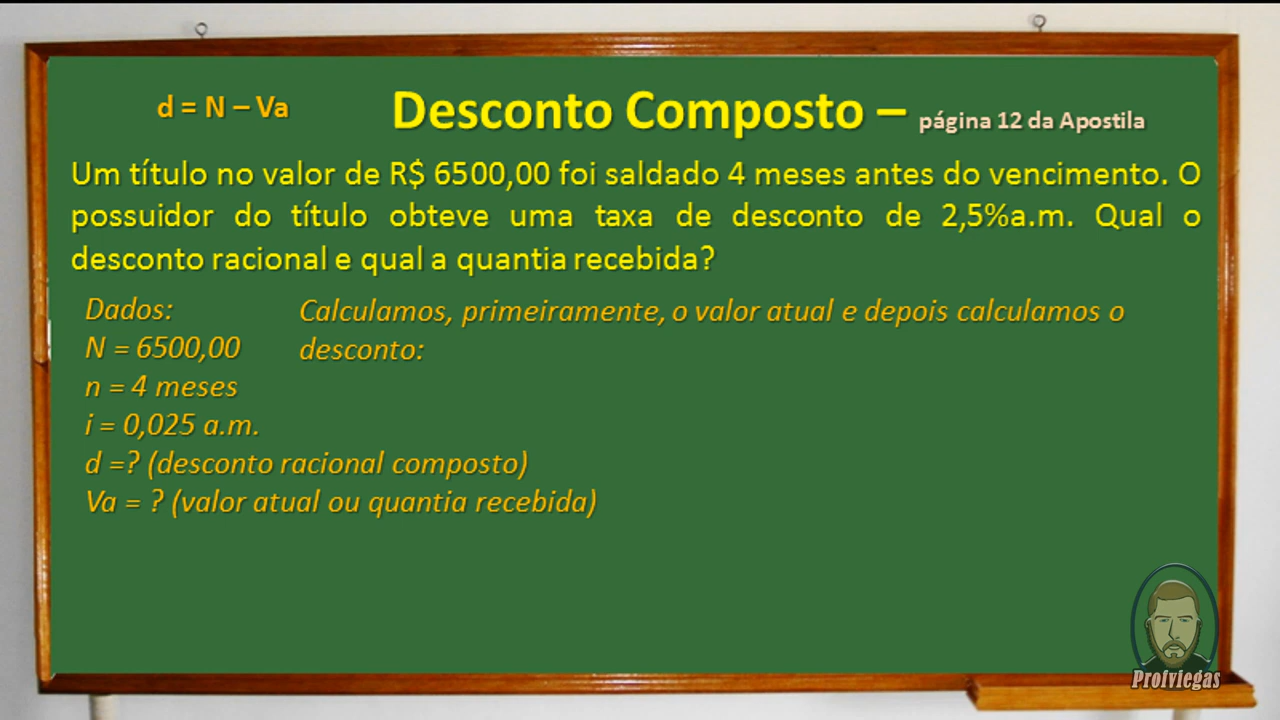 d = N – Va
Desconto Composto – página 12 da Apostila
Um título no valor de R$ 6500,00 foi saldado 4 meses antes do vencimento. O
possuidor do título obteve uma taxa de desconto de 2,5%a.m. Qual o
desconto racional e qual a quantia recebida?
Dados:
N = 6500,00
n = 4 meses
i = 0,025 a.m.
d =? (desconto racional composto)
Va = ? (valor atual ou quantia recebida)
Calculamos, primeiramente, o valor atual e depois calculamos o
desconto:
Profviegas